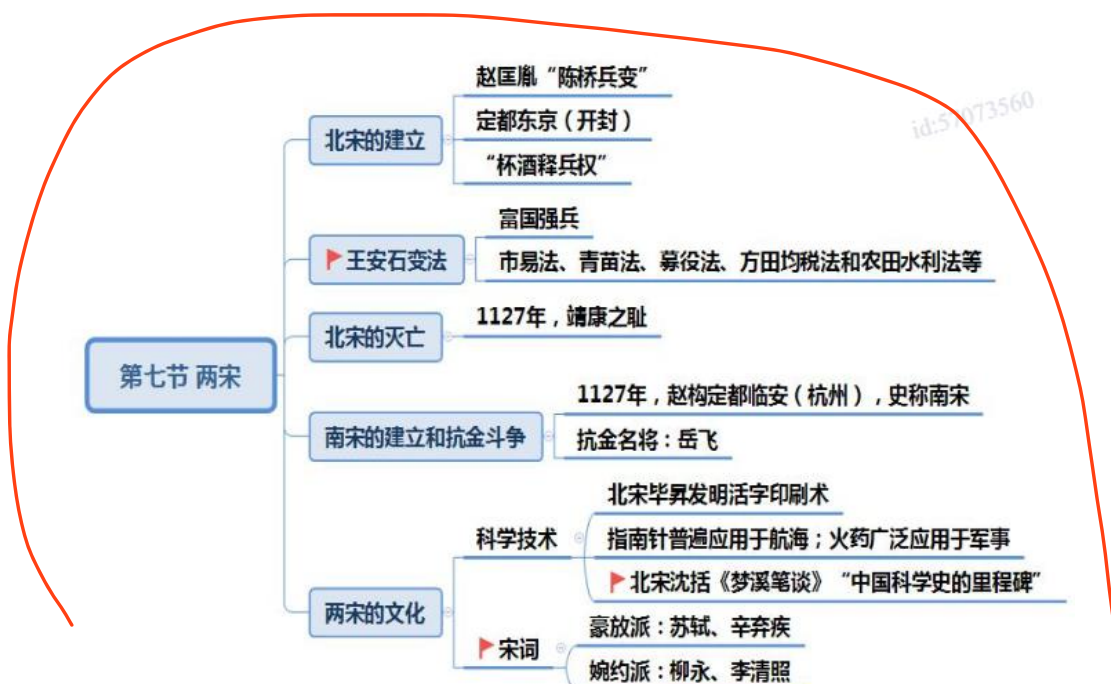 赵匡胤“陈桥兵变”
id:57073560
定都东京（开封）
北宋的建立
“杯酒释兵权”
富国强兵
王安石变法
市易法、青苗法、募役法、方田均税法和农田水利法等
1127年，靖康之耻
北宋的灭亡
第七节 两宋
1127年，赵构定都临安（杭州），史称南宋
南宋的建立和抗金斗争
抗金名将：岳飞
北宋毕昇发明活字印刷术
科学技术
指南针普遍应用于航海；火药广泛应用于军事
北宋沈括《梦溪笔谈》“中国科学史的里程碑”
两宋的文化
豪放派：苏轼、辛弃疾
宋词
婉约派：柳永、李清照